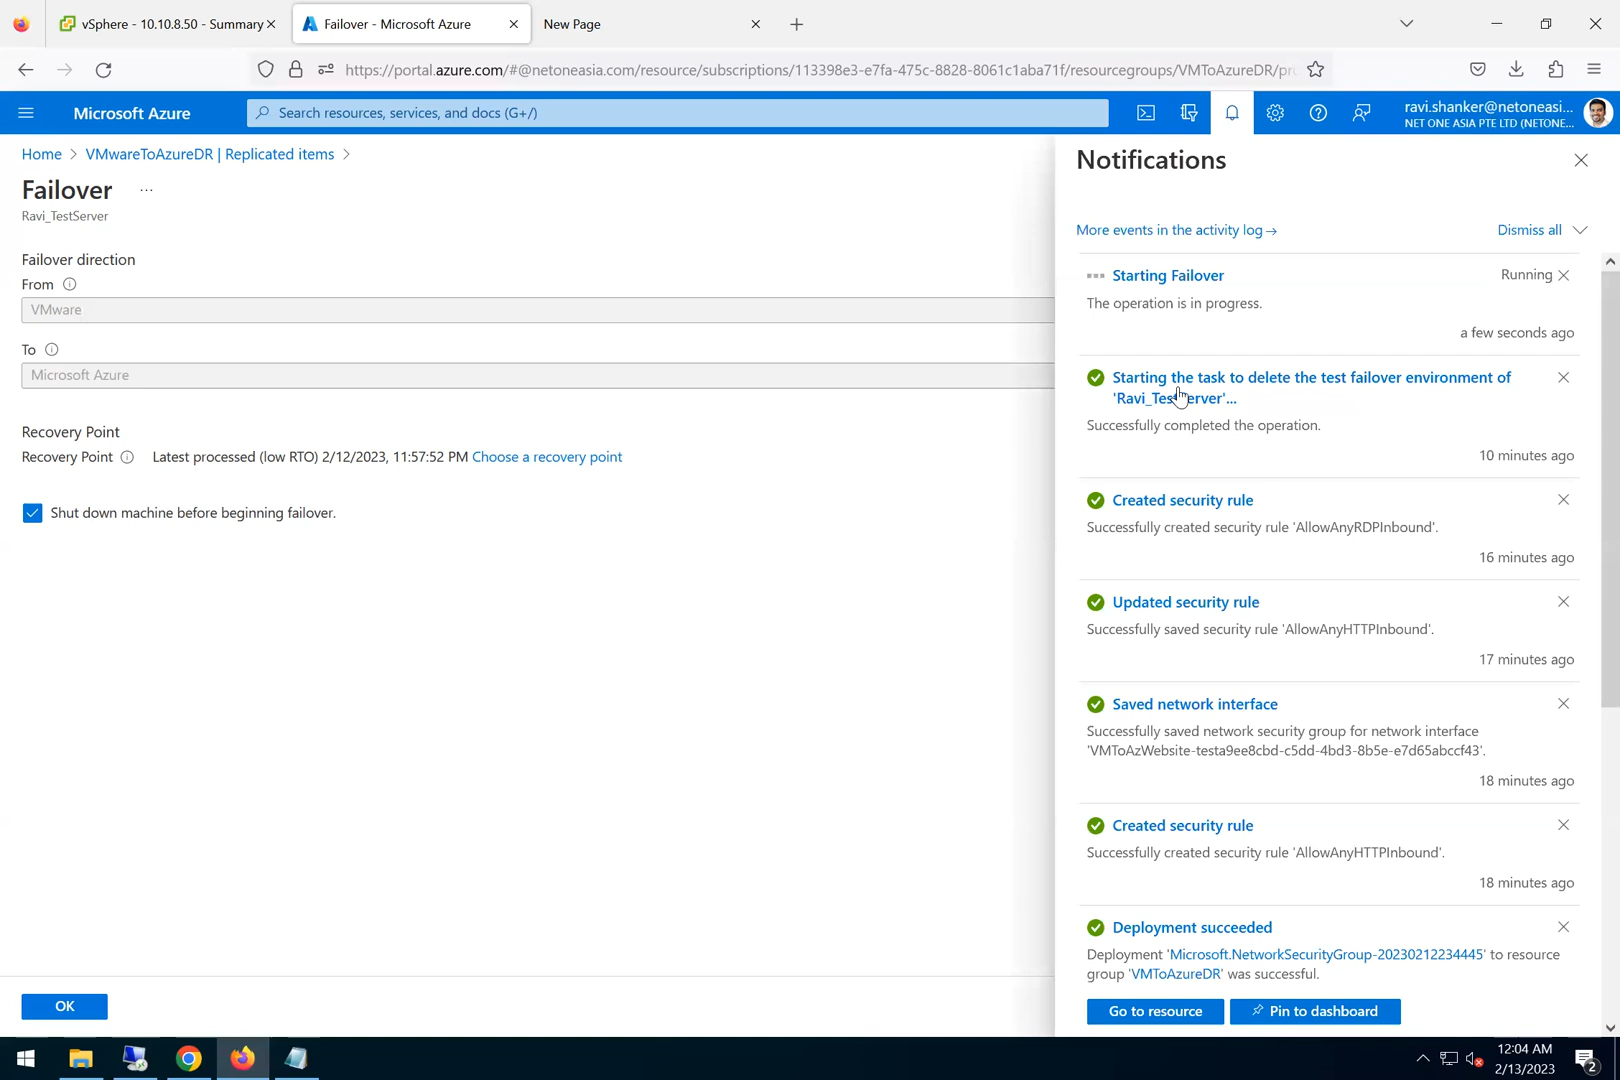 vSphere - 10.10.8.50 - Summary
Failover - Microsoft Azure
New Page
https://portal.azure.com/#@netoneasia.com/resource/subscriptions/113398e3-e7fa-475c-8828-8061c1aba71f/resourcegroups/VMToAzureDR/pro
Microsoft Azure
Search resources, services, and docs (G+/)
ravi.shanker@netoneasi...
NET ONE ASIA PTE LTD (NETONE...
Home > VMwareToAzureDR | Replicated items >
Failover ...
Ravi_TestServer
Failover direction
From
VMware
To
Microsoft Azure
Recovery Point
Recovery Point Latest processed (low RTO) 2/12/2023, 11:57:52 PM Choose a recovery point
Shut down machine before beginning failover.
OK
Notifications
More events in the activity log →
Dismiss all
Starting Failover
Running
The operation is in progress.
a few seconds ago
Starting the task to delete the test failover environment of
'Ravi_TestServer'...
Successfully completed the operation.
10 minutes ago
Created security rule
Successfully created security rule 'AllowAnyRDPInbound'.
16 minutes ago
Updated security rule
Successfully saved security rule 'AllowAnyHTTPInbound'.
17 minutes ago
Saved network interface
Successfully saved network security group for network interface
'VMToAzWebsite-testa9ee8cbd-c5dd-4bd3-8b5e-e7d65abccf43'.
18 minutes ago
Created security rule
Successfully created security rule 'AllowAnyHTTPInbound'.
18 minutes ago
Deployment succeeded
Deployment 'Microsoft.NetworkSecurityGroup-20230212234445' to resource
group 'VMToAzureDR' was successful.
Go to resource
Pin to dashboard
12:04 AM
2/13/2023
2